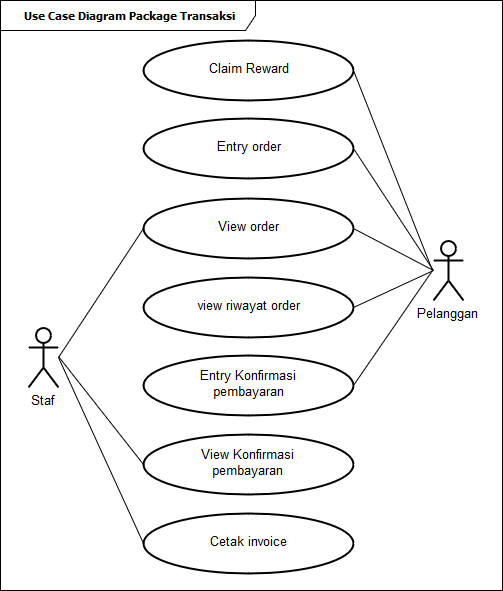 Use Case Diagram Package Transaksi
Claim Reward
Entry order
View order
view riwayat order
Pelanggan
Entry Konfirmasi
pembayaran
Staf
View Konfirmasi
pembayaran
Cetak invoice